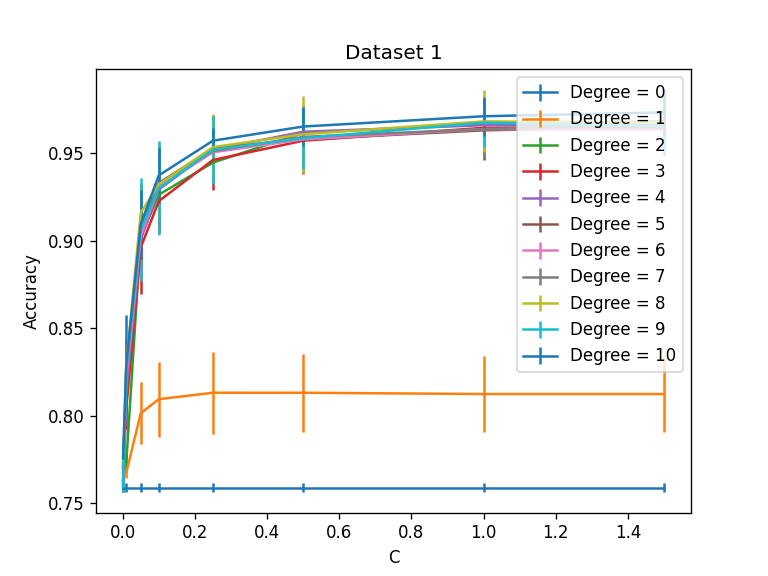 Dataset 1
Accuracy
0.95
0.90
0.85
0.80
0.75
Degree = 0
Degree = 1
Degree = 2
Degree = 3
Degree = 4
Degree = 5
Degree = 6
Degree = 7
Degree = 8
Degree = 9
Degree = 10
0.0 0.2 0.4 0.6 0.8 1.0 1.2 1.4
C